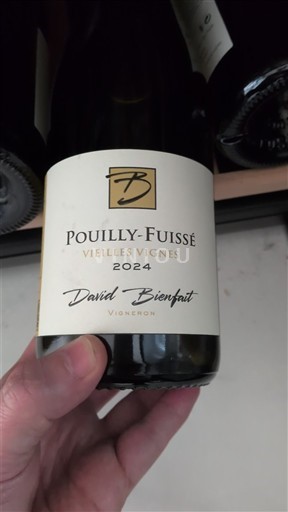 B
POUILLY-FUISSÉ
VIEILLES VIGNES
2024
David Bienfait
VIGNERON